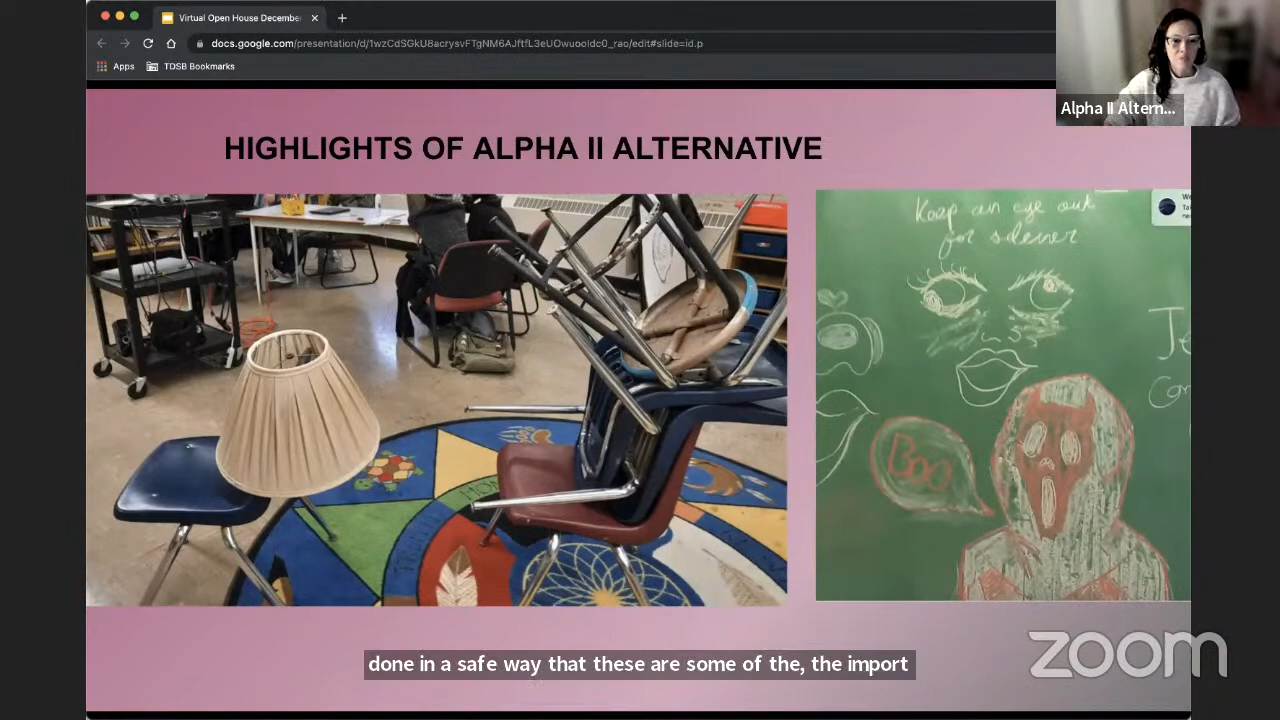 Virtual Open House Decembe
docs.google.com/presentation/d/1wzCdSGkU8acrysvFTgNM6AJftfL3eUOwuooIdc0_rao/edit#slide=id.p
Apps
TDSB Bookmarks
Alpha II Altern...
HIGHLIGHTS OF ALPHA II ALTERNATIVE
Keep an eye out
for
Boo
done in a safe way that these are some of the, the import
zoom